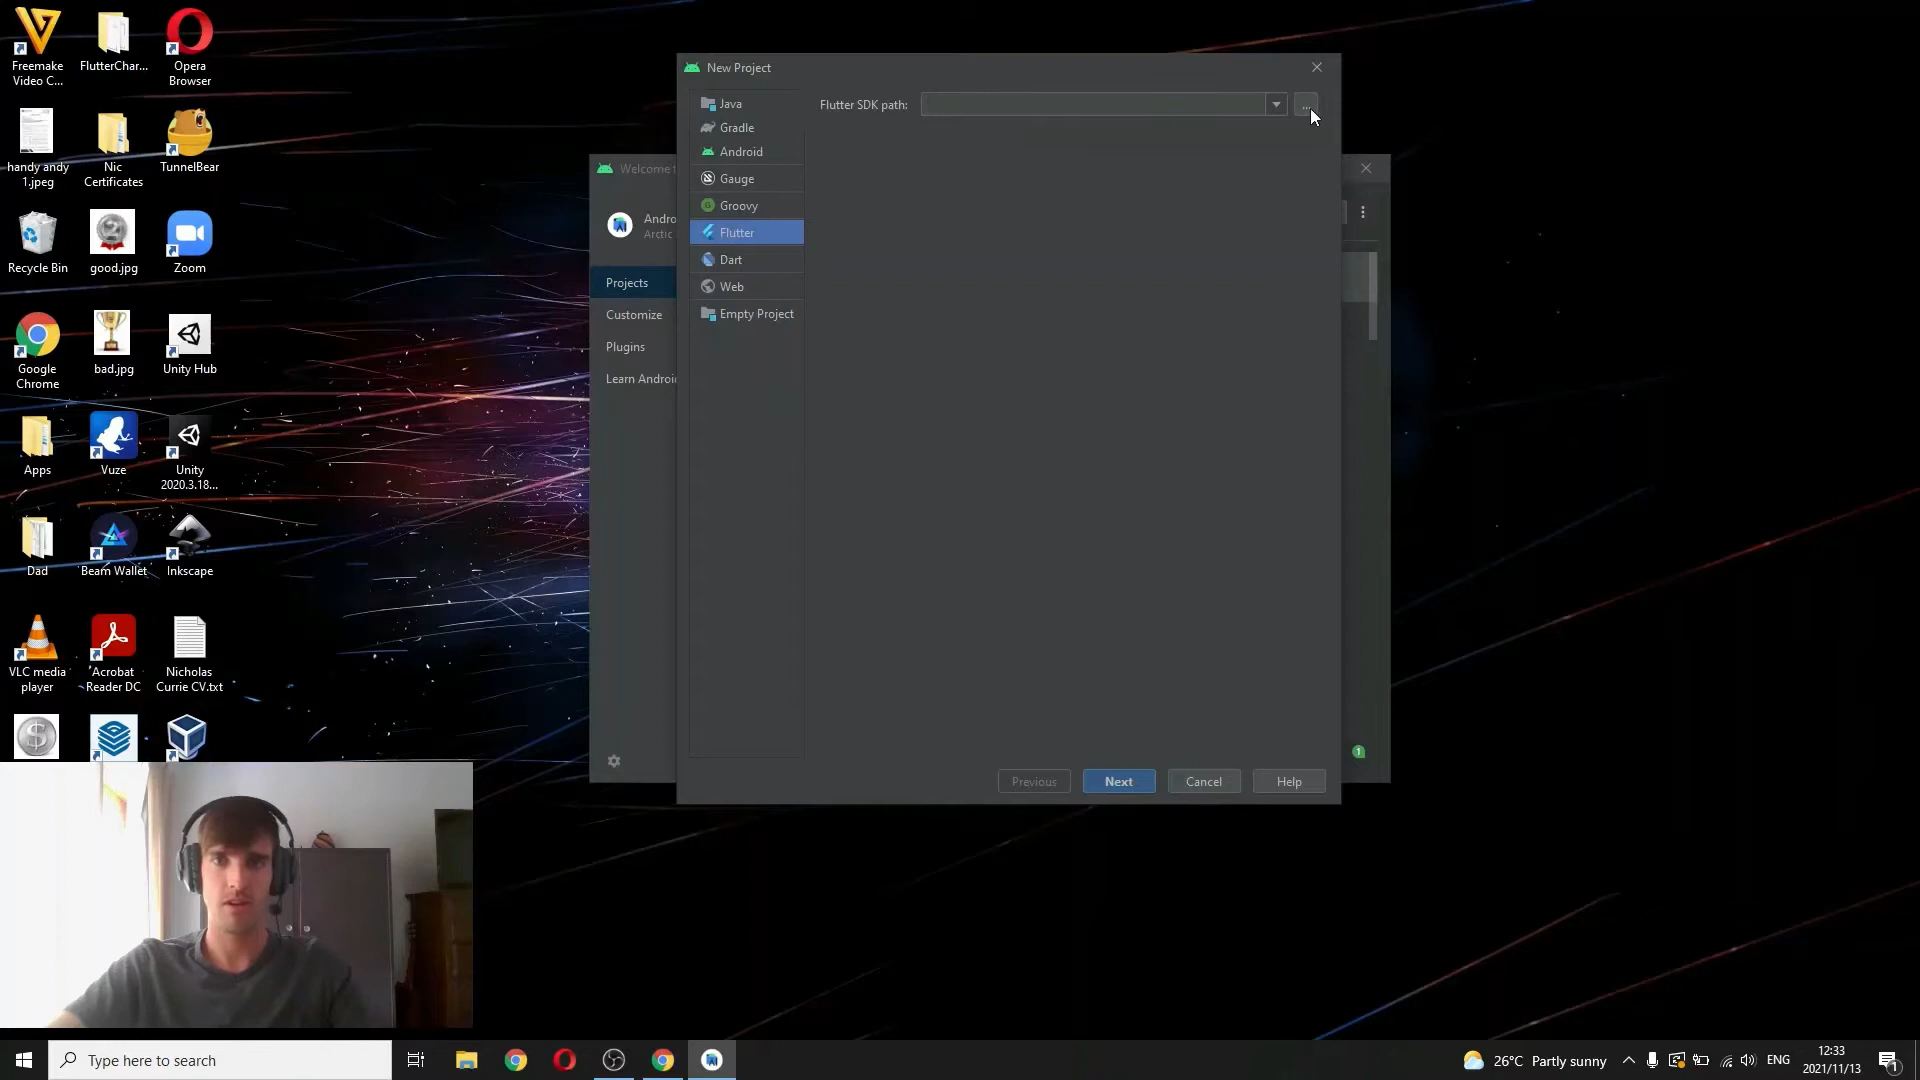 Freemake
Video C...
FlutterChar...
Opera
Browser
handy andy
1.jpeg
Nic
Certificates
TunnelBear
Recycle Bin
good.jpg
Zoom
Google
Chrome
bad.jpg
Unity Hub
Apps
Vuze
Unity
2020.3.18...
Dad
Beam Wallet
Inkscape
VLC media
player
Acrobat
Reader DC
Nicholas
Currie CV.txt
New Project
Java
Gradle
Android
Gauge
Groovy
Flutter
Dart
Web
Empty Project
Flutter SDK path:
...
Previous
Next
Cancel
Help
Welcome
Andro
Arctic
Projects
Customize
Plugins
Learn Androi
1
Type here to search
26°C Partly sunny
ENG
12:33
2021/11/13
1